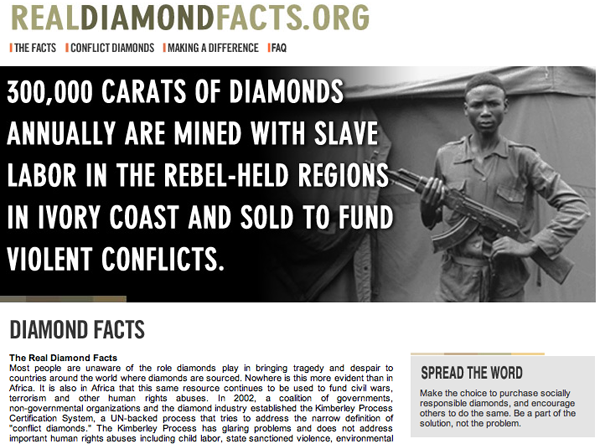 REALDIAMONDFACTS.ORG
THE FACTS CONFLICT DIAMONDS MAKING A DIFFERENCE FAQ
300,000 CARATS OF DIAMONDS
ANNUALLY ARE MINED WITH SLAVE
LABOR IN THE REBEL-HELD REGIONS
IN IVORY COAST AND SOLD TO FUND
VIOLENT CONFLICTS.
DIAMOND FACTS
The Real Diamond Facts
Most people are unaware of the role diamonds play in bringing tragedy and despair to
countries around the world where diamonds are sourced. Nowhere is this more evident than in
Africa. It is also in Africa that this same resource continues to be used to fund civil wars,
terrorism and other human rights abuses. In 2002, a coalition of governments,
non-governmental organizations and the diamond industry established the Kimberley Process
Certification System, a UN-backed process that tries to address the narrow definition of
"conflict diamonds." The Kimberley Process has glaring problems and does not address
important human rights abuses including child labor, state sanctioned violence, environmental
SPREAD THE WORD
Make the choice to purchase socially
responsible diamonds, and encourage
others to do the same. Be a part of the
solution, not the problem.